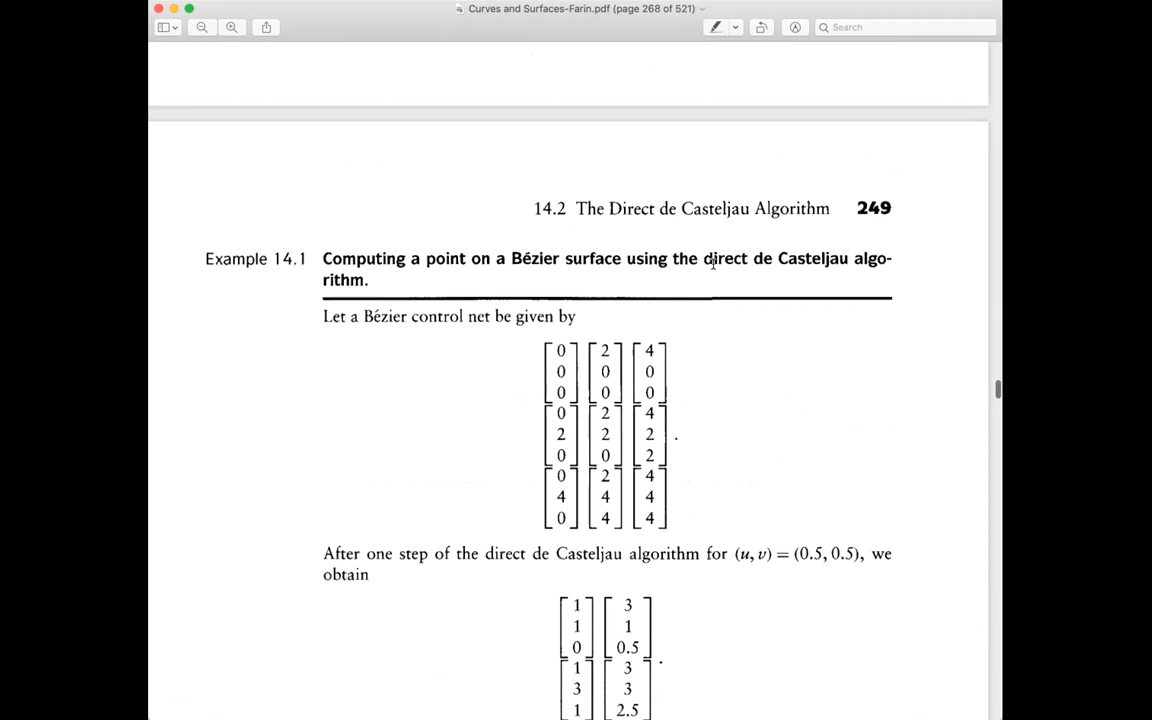 Curves and Surfaces-Farin.pdf (page 268 of 521)
Search
14.2 The Direct de Casteljau Algorithm 249
Example 14.1 Computing a point on a Bézier surface using the direct de Casteljau algo-
rithm.
Let a Bézier control net be given by
[0] [2] [4]
[0] [0] [0]
[0] [0] [0]
[0] [2] [4]
[2] [2] [2] .
[0] [0] [2]
[0] [2] [4]
[4] [4] [4]
[0] [4] [4]
After one step of the direct de Casteljau algorithm for (u, v) = (0.5, 0.5), we
obtain
[1] [3]
[1] [1]
[0] [0.5]
[1] [3] .
[3] [3]
[1] [2.5]